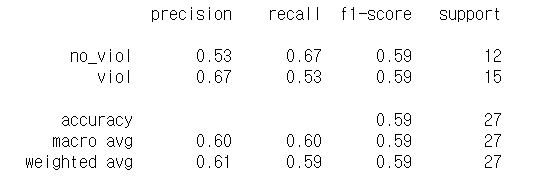 precision recall f1-score support
no_viol 0.53 0.67 0.59 12
viol 0.67 0.53 0.59 15
accuracy 0.59 27
macro avg 0.60 0.60 0.59 27
weighted avg 0.61 0.59 0.59 27